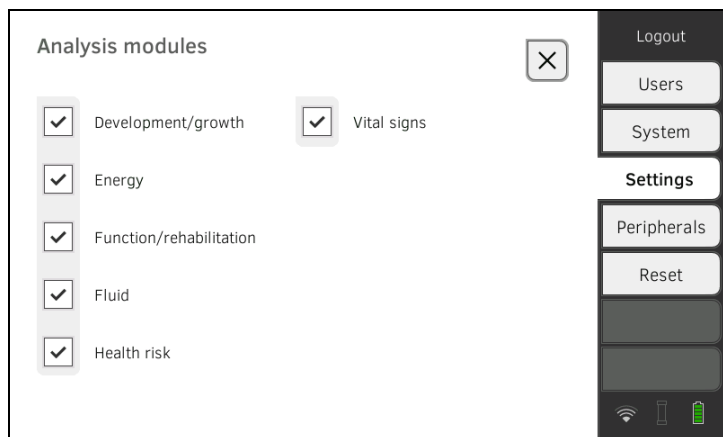 Analysis modules
Development/growth
Energy
Function/rehabilitation
Fluid
Health risk
Vital signs
Logout
Users
System
Settings
Peripherals
Reset